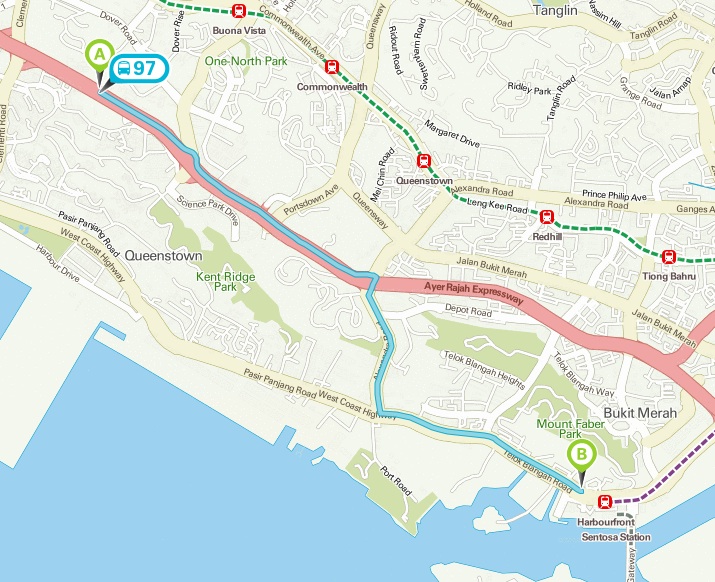 Tanglin
Vassim Hill
Holland Road
Tanglin Road
Queensway
Dover Rise
Buona Vista
Commonwealth Ave
Dover Road
A
97
One-North Park
Commonwealth
Ridout Road
Swettenham Road
Ridley Park
Tanglin Road
Grange Road
Jalan Arnap
Clementi Road
Margaret Drive
Mei Chin Road
Queenstown
Alexandra Road
Prince Philip Ave
Alexandra Road
Ganges A
Leng Kee Road
Redhill
Science Park Drive
Portsdown Ave
Queensway
Pasir Panjang Road
West Coast Highway
Harbour Drive
Queenstown
Kent Ridge
Park
Jalan Bukit Merah
Tiong Bahru
Ayer Rajah Expressway
Depot Road
Jalan Bukit Merah
Telok Blangah Heights
Telok Blangah Way
Pasir Panjang Road
West Coast Highway
Bukit Merah
Mount Faber
Park
B
Telok Blangah Road
Port Road
Harbourfront
Sentosa Station
Gateway